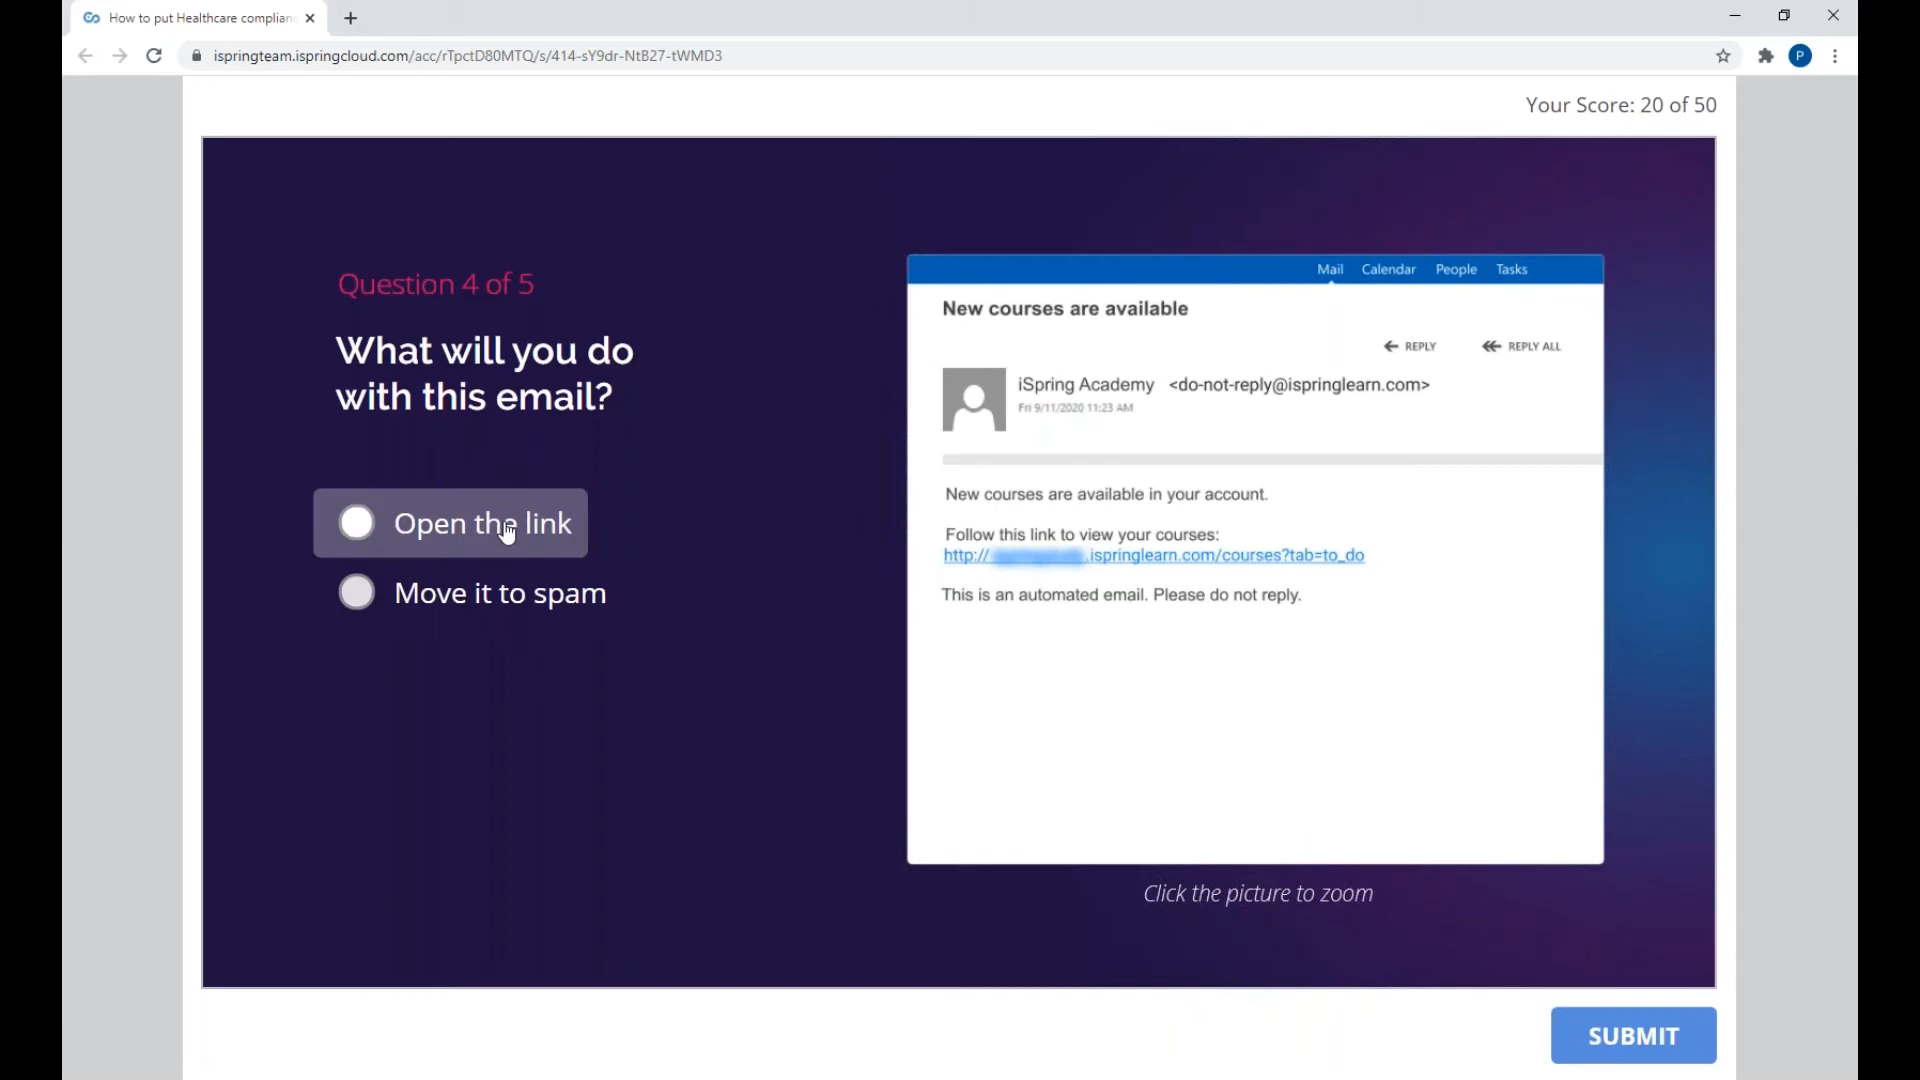 How to put Healthcare complian
ispringteam.ispringcloud.com/acc/rTpctD80MTQ/s/414-sY9dr-NtB27-tWMD3
P
Your Score: 20 of 50
Question 4 of 5
What will you do
with this email?
Open the link
Move it to spam
Mail Calendar People Tasks
New courses are available
REPLY REPLY ALL
iSpring Academy <do-not-reply@ispringlearn.com>
Fri 9/11/2020 11:23 AM
New courses are available in your account.
Follow this link to view your courses:
http:// .ispringlearn.com/courses?tab=to_do
This is an automated email. Please do not reply.
Click the picture to zoom
SUBMIT